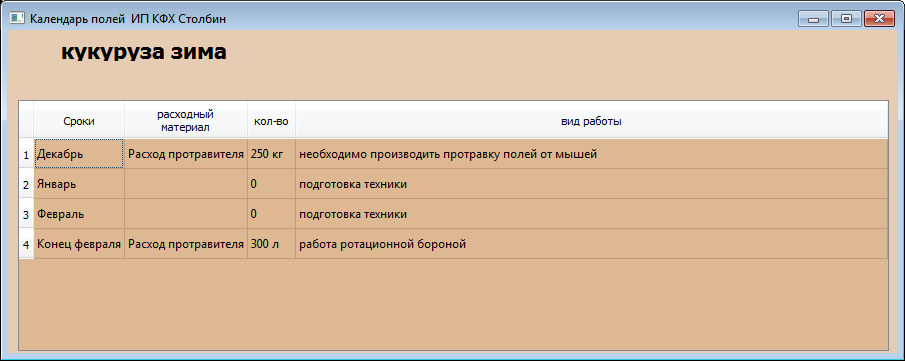 Календарь полей ИП КФХ Столбин
кукуруза зима
Сроки расходный материал кол-во вид работы
1 Декабрь Расход протравителя 250 кг необходимо производить протравку полей от мышей
2 Январь 0 подготовка техники
3 Февраль 0 подготовка техники
4 Конец февраля Расход протравителя 300 л работа ротационной бороной